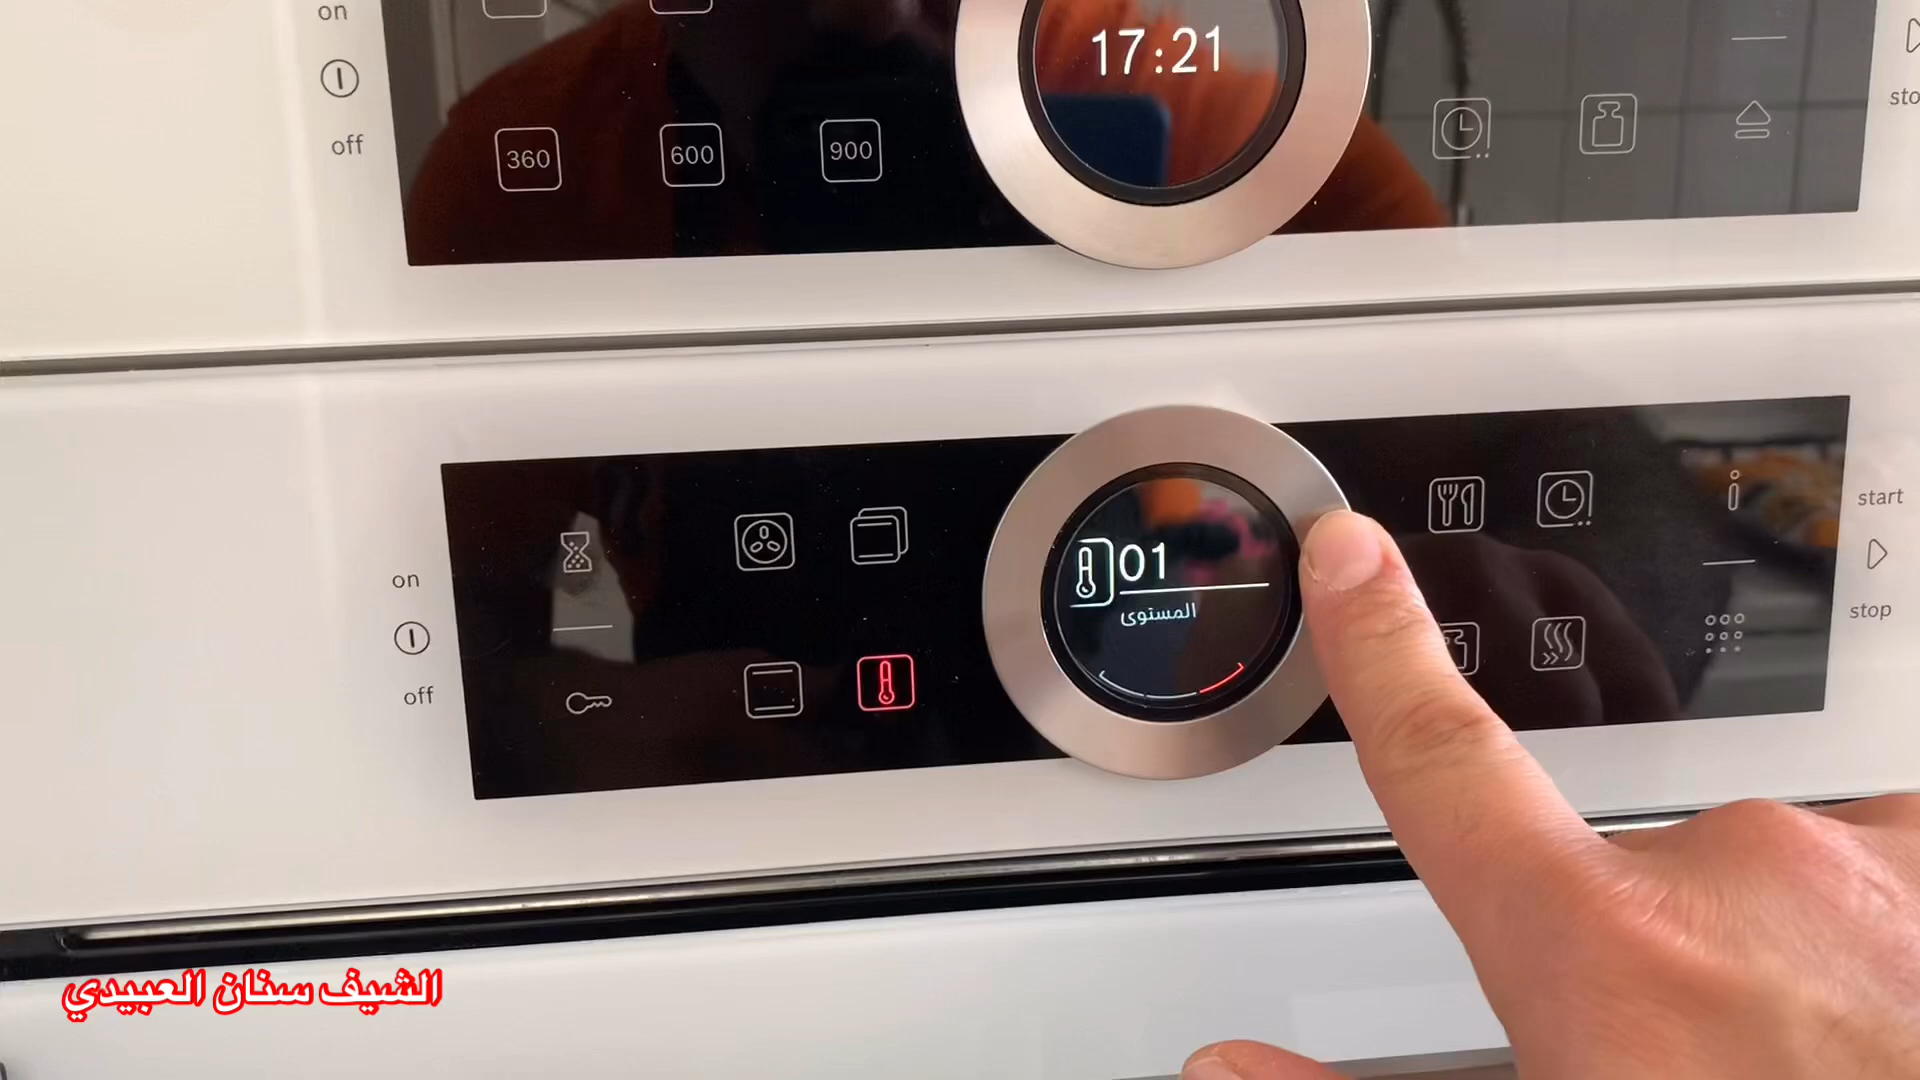 on
off
360
600
900
17:21
sto
on
off
01
المستوى
start
stop
الشيف سنان العبيدي